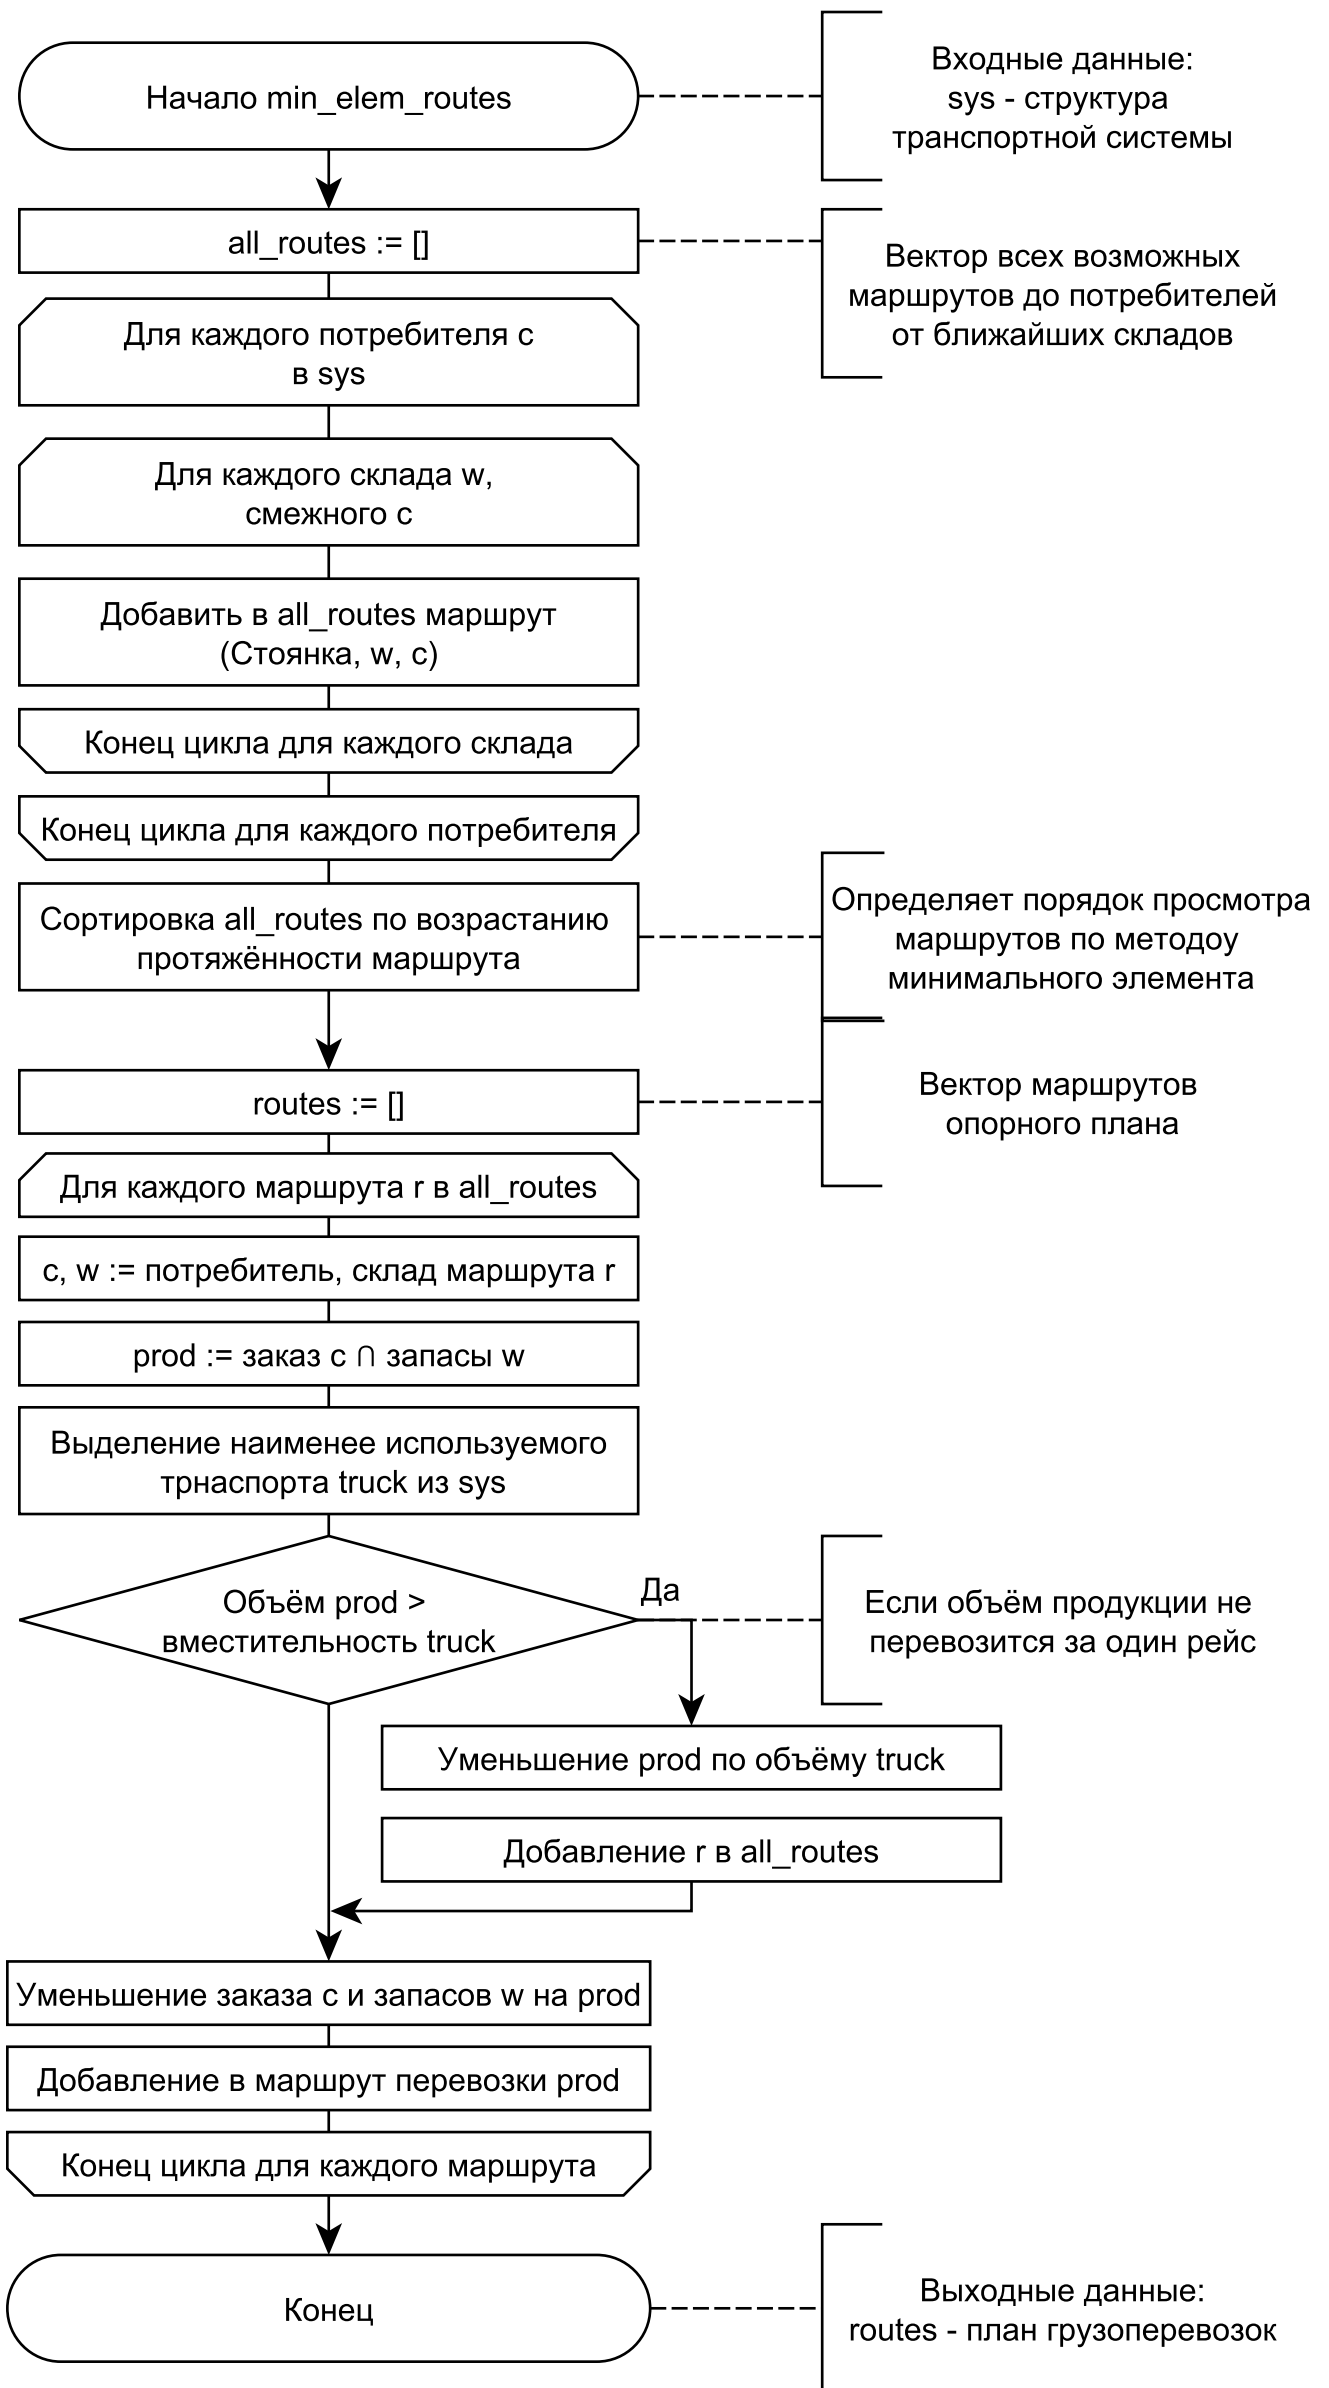 Начало min_elem_routes
Входные данные:
sys - структура
транспортной системы
all_routes := []
Вектор всех возможных
маршрутов до потребителей
от ближайших складов
Для каждого потребителя c
в sys
Для каждого склада w,
смежного c
Добавить в all_routes маршрут
(Стоянка, w, c)
Конец цикла для каждого склада
Конец цикла для каждого потребителя
Сортировка all_routes по возрастанию
протяжённости маршрута
Определяет порядок просмотра
маршрутов по методоу
минимального элемента
routes := []
Вектор маршрутов
опорного плана
Для каждого маршрута r в all_routes
c, w := потребитель, склад маршрута r
prod := заказ c ∩ запасы w
Выделение наименее используемого
трнаспорта truck из sys
Объём prod >
вместительность truck
Да
Если объём продукции не
перевозится за один рейс
Уменьшение prod по объёму truck
Добавление r в all_routes
Уменьшение заказа c и запасов w на prod
Добавление в маршрут перевозки prod
Конец цикла для каждого маршрута
Конец
Выходные данные:
routes - план грузоперевозок